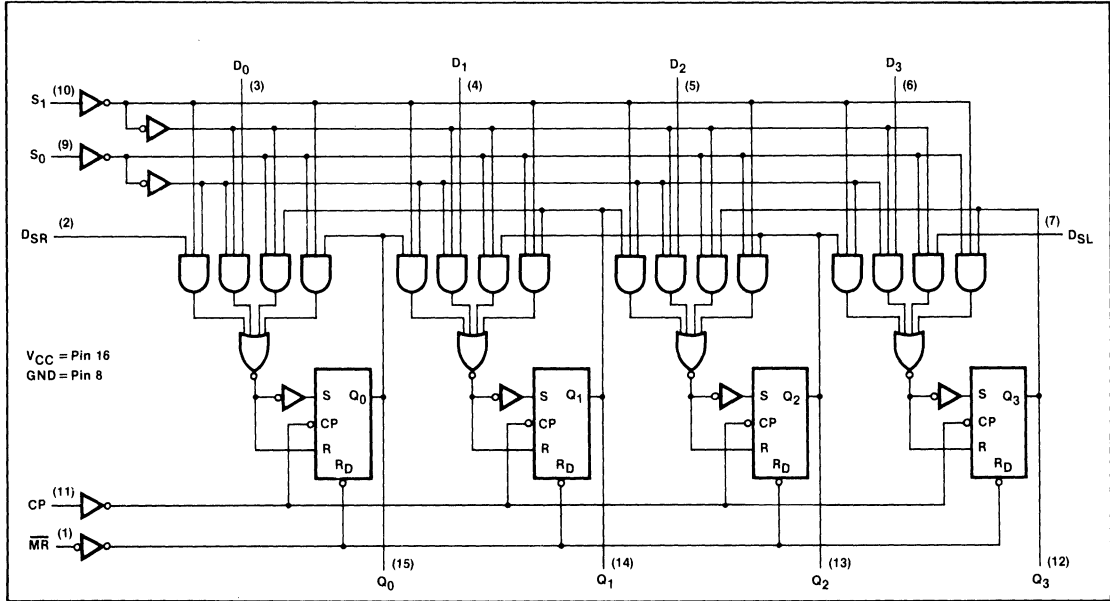 D0 D1 D2 D3
(3) (4) (5) (6)
S1 (10)
S0 (9)
DSR (2)
(7) DSL
VCC = Pin 16
GND = Pin 8
S Q0 S Q1 S Q2 S Q3
CP CP CP CP
R R R R
RD RD RD RD
CP (11)
MR (1)
(15) (14) (13) (12)
Q0 Q1 Q2 Q3